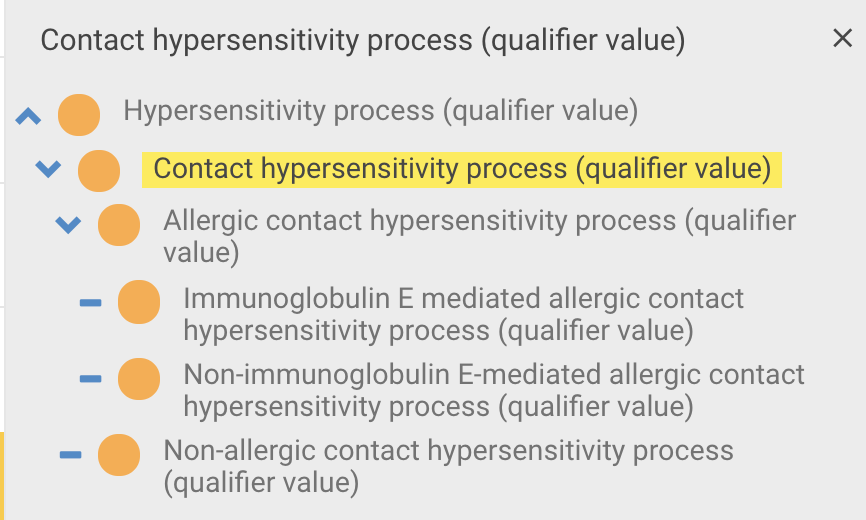 Contact hypersensitivity process (qualifier value)
Hypersensitivity process (qualifier value)
Contact hypersensitivity process (qualifier value)
Allergic contact hypersensitivity process (qualifier
value)
Immunoglobulin E mediated allergic contact
hypersensitivity process (qualifier value)
Non-immunoglobulin E-mediated allergic contact
hypersensitivity process (qualifier value)
Non-allergic contact hypersensitivity process
(qualifier value)